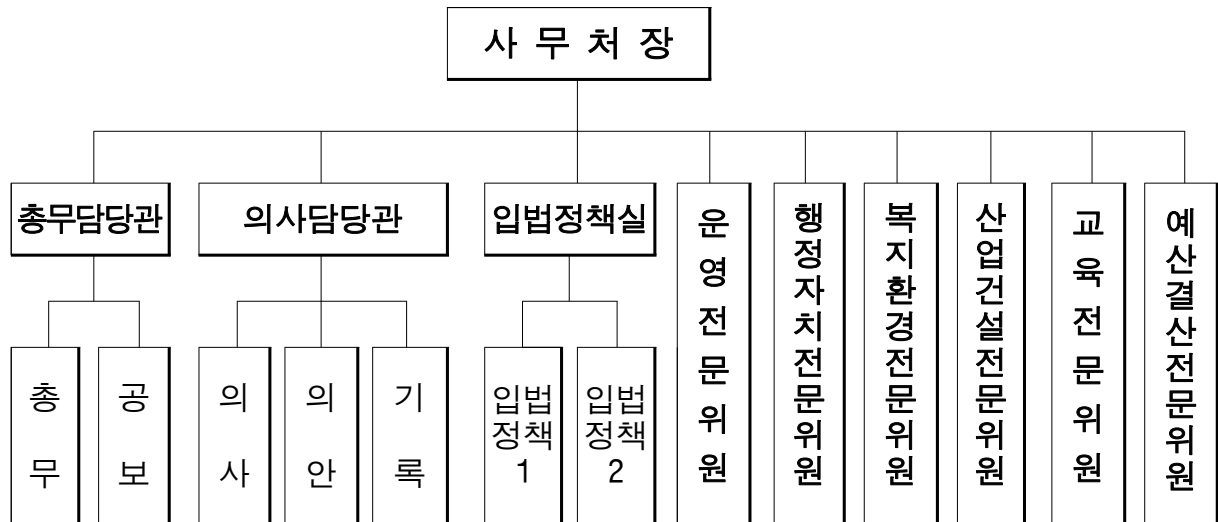 사 무 처 장
총무담당관
의사담당관
입법정책실
운영전문위원
행정자치전문위원
복지환경전문위원
산업건설전문위원
교육전문위원
예산결산전문위원
총무
공보
의사
의안
기록
입법
정책
1
입법
정책
2